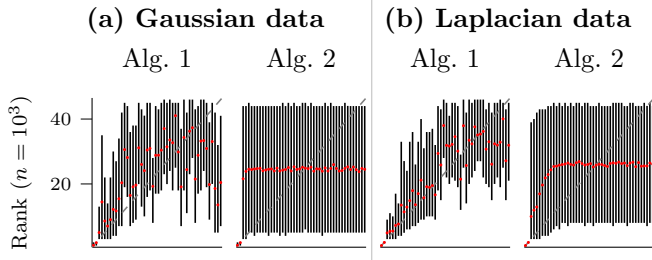 (a) Gaussian data
(b) Laplacian data
Alg. 1
Alg. 2
Alg. 1
Alg. 2
Rank (n = 10³)
40
20